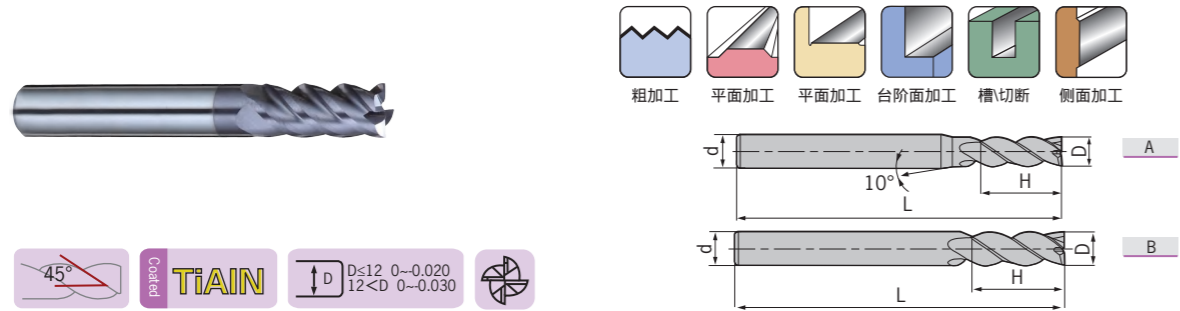 粗加工
平面加工
平面加工
台阶面加工
槽\切断
侧面加工
d
10°
H
L
D
A
d
H
L
D
B
45°
Coated
TiAlN
D
D≤12 0~-0.020
12<D 0~-0.030